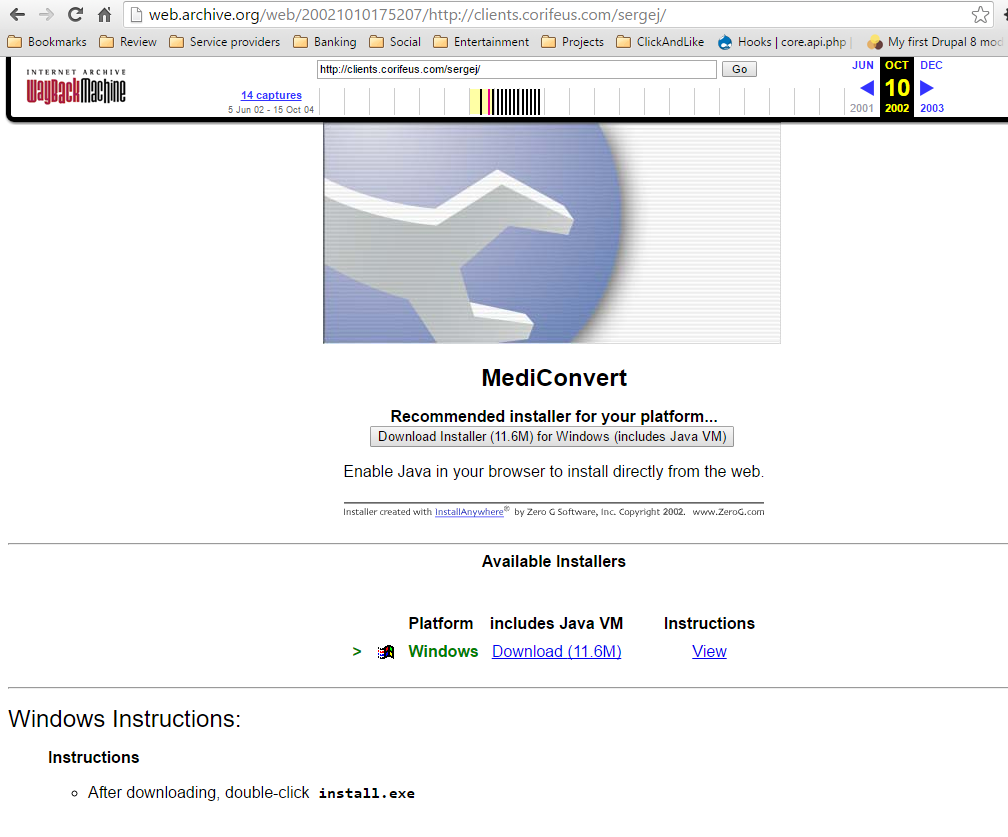 web.archive.org/web/20021010175207/http://clients.corifeus.com/sergej/
Bookmarks Review Service providers Banking Social Entertainment Projects ClickAndLike Hooks | core.api.php My first Drupal 8 mod
INTERNET ARCHIVE
WayBackMachine
http://clients.corifeus.com/sergej/ Go
14 captures
5 Jun 02 - 15 Oct 04
JUN OCT DEC
10
2001 2002 2003
MediConvert
Recommended installer for your platform...
Download Installer (11.6M) for Windows (includes Java VM)
Enable Java in your browser to install directly from the web.
Installer created with InstallAnywhere® by Zero G Software, Inc. Copyright 2002. www.ZeroG.com
Available Installers
Platform includes Java VM Instructions
> Windows Download (11.6M) View
Windows Instructions:
Instructions
After downloading, double-click install.exe